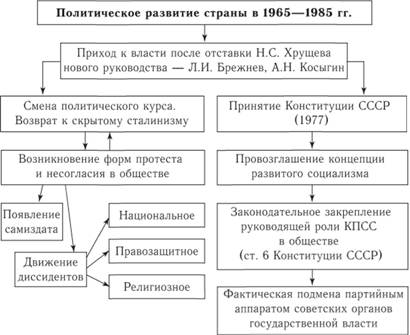 Политическое развитие страны в 1965—1985 гг.
Приход к власти после отставки Н.С. Хрущева
нового руководства — Л.И. Брежнев, А.Н. Косыгин
Смена политического курса.
Возврат к скрытому сталинизму
Возникновение форм протеста
и несогласия в обществе
Появление
самиздата
Движение
диссидентов
Национальное
Правозащитное
Религиозное
Принятие Конституции СССР
(1977)
Провозглашение концепции
развитого социализма
Законодательное закрепление
руководящей роли КПСС
в обществе
(ст. 6 Конституции СССР)
Фактическая подмена партийным
аппаратом советских органов
государственной власти